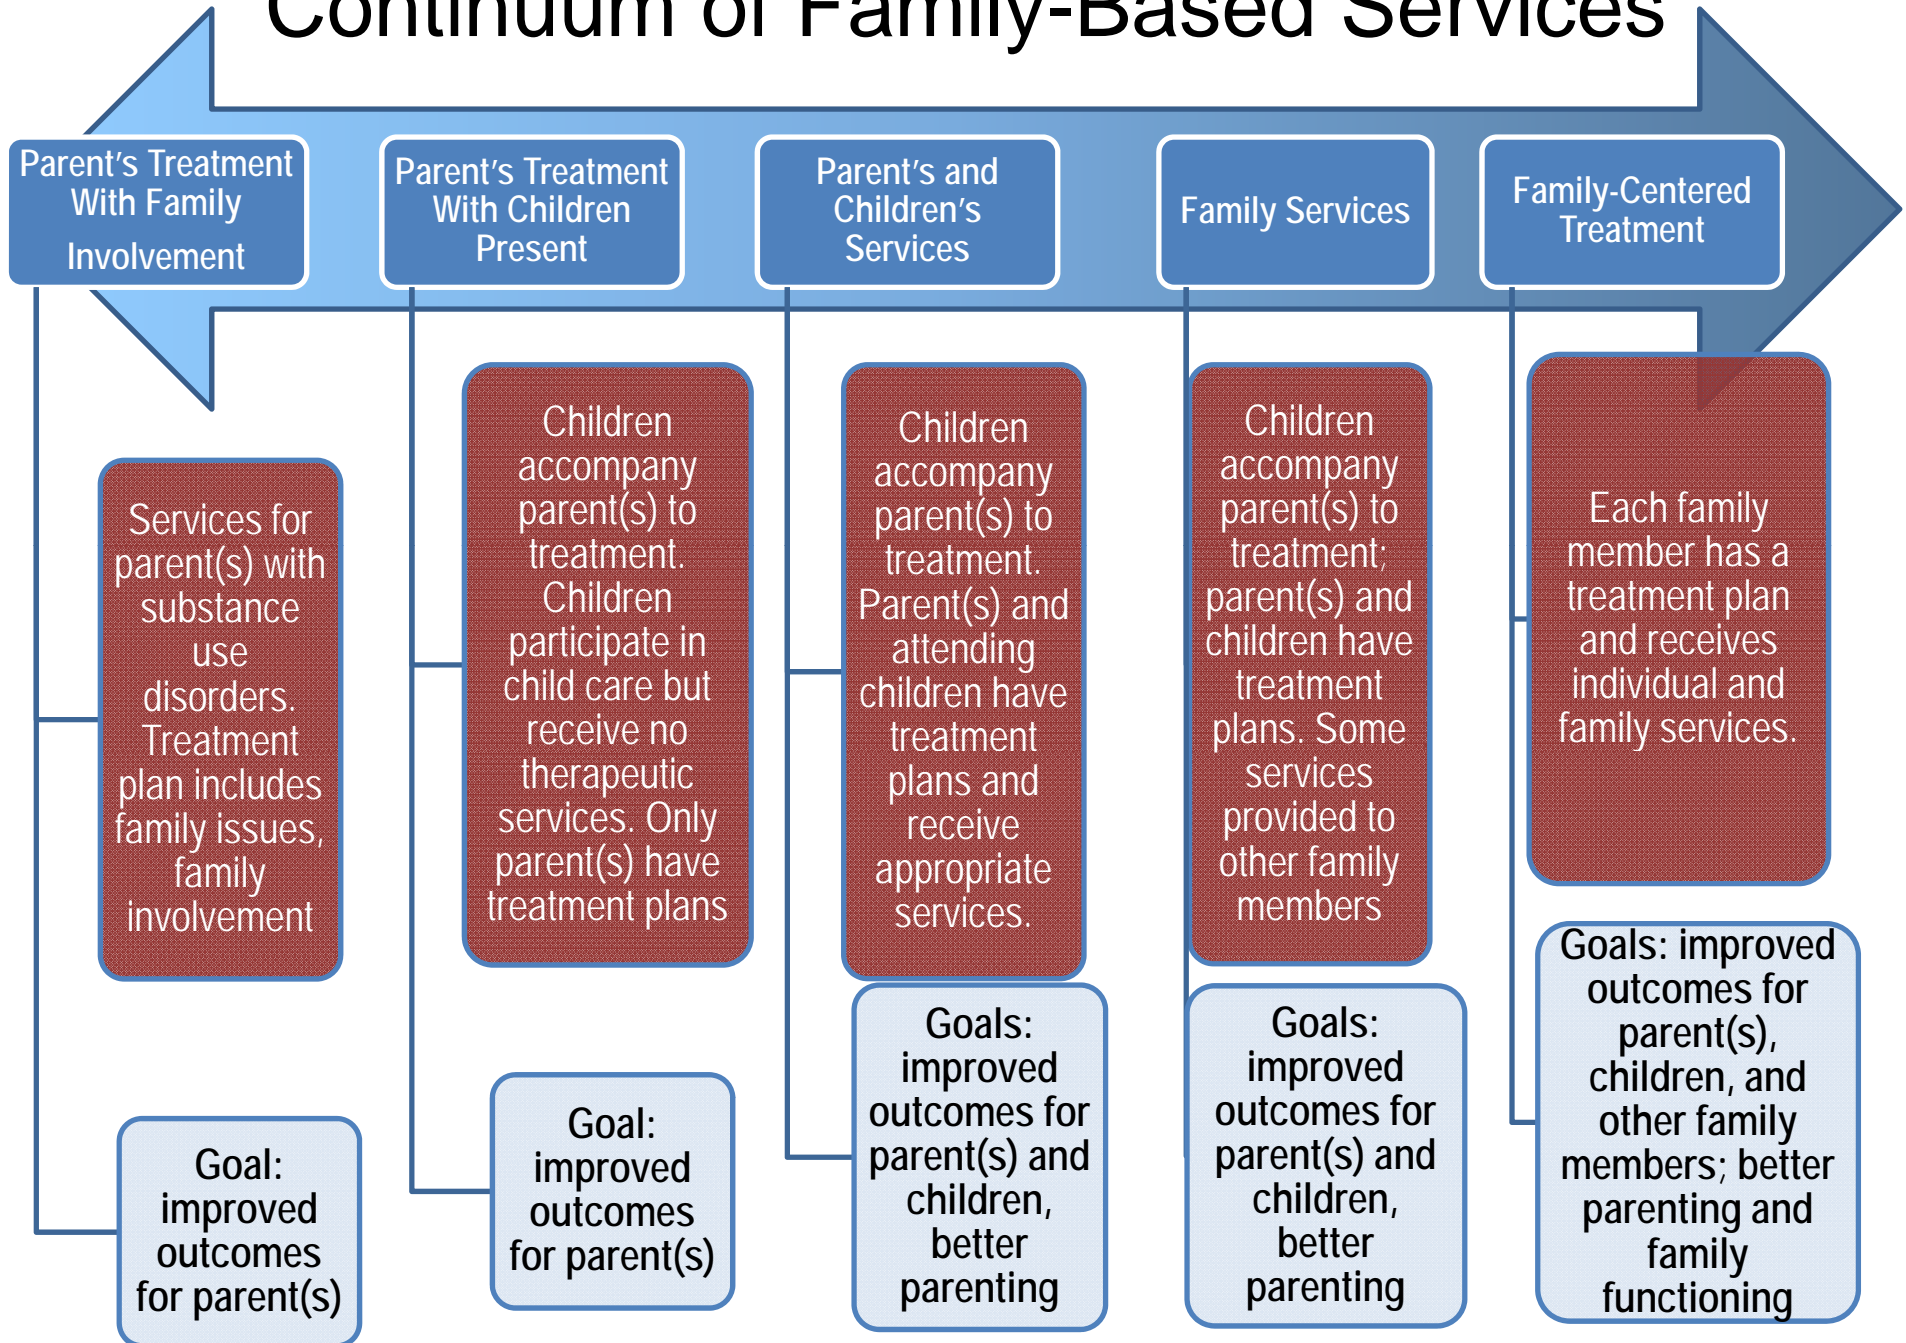 Continuum of Family-Based Services
Parent's Treatment
With Family
Involvement
Services for
parent(s) with
substance
use
disorders.
Treatment
plan includes
family issues,
family
involvement
Goal:
improved
outcomes
for parent(s)
Parent's Treatment
With Children
Present
Children
accompany
parent(s) to
treatment.
Children
participate in
child care but
receive no
therapeutic
services. Only
parent(s) have
treatment plans
Goal:
improved
outcomes
for parent(s)
Parent's and
Children's
Services
Children
accompany
parent(s) to
treatment.
Parent(s) and
attending
children have
treatment
plans and
receive
appropriate
services.
Goals:
improved
outcomes for
parent(s) and
children,
better
parenting
Family Services
Children
accompany
parent(s) to
treatment;
parent(s) and
children have
treatment
plans. Some
services
provided to
other family
members
Goals:
improved
outcomes for
parent(s) and
children,
better
parenting
Family-Centered
Treatment
Each family
member has a
treatment plan
and receives
individual and
family services.
Goals: improved
outcomes for
parent(s),
children, and
other family
members; better
parenting and
family
functioning